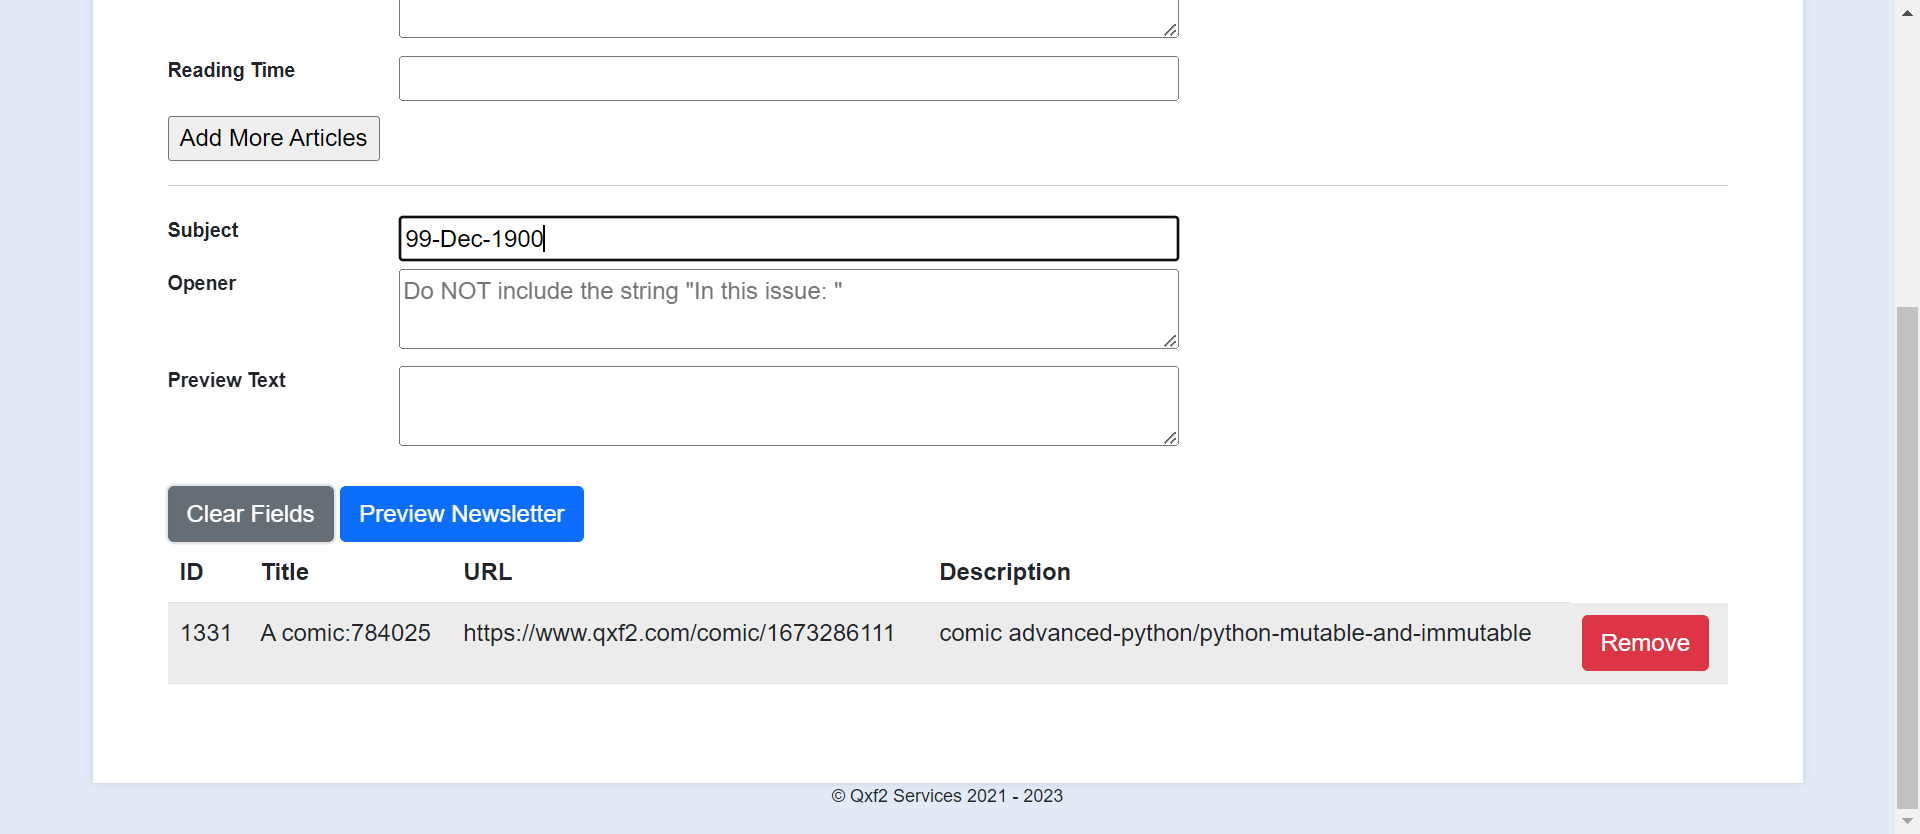 Reading Time
Add More Articles
Subject
99-Dec-1900
Opener
Do NOT include the string "In this issue: "
Preview Text
Clear Fields
Preview Newsletter
ID Title URL Description
1331 A comic:784025 https://www.qxf2.com/comic/1673286111 comic advanced-python/python-mutable-and-immutable Remove
© Qxf2 Services 2021 - 2023